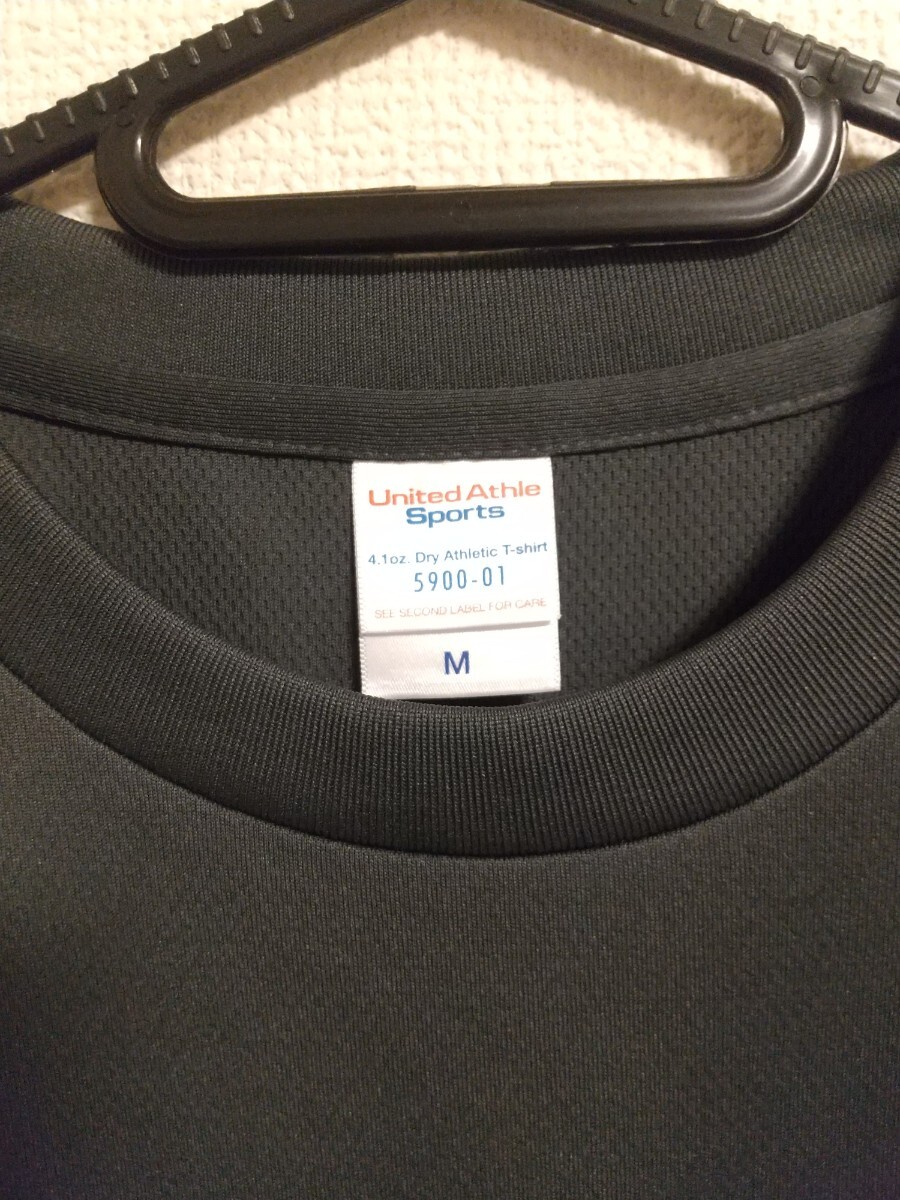 United Athle
Sports
4.1oz. Dry Athletic T-shirt
5900-01
SEE SECOND LABEL FOR CARE
M